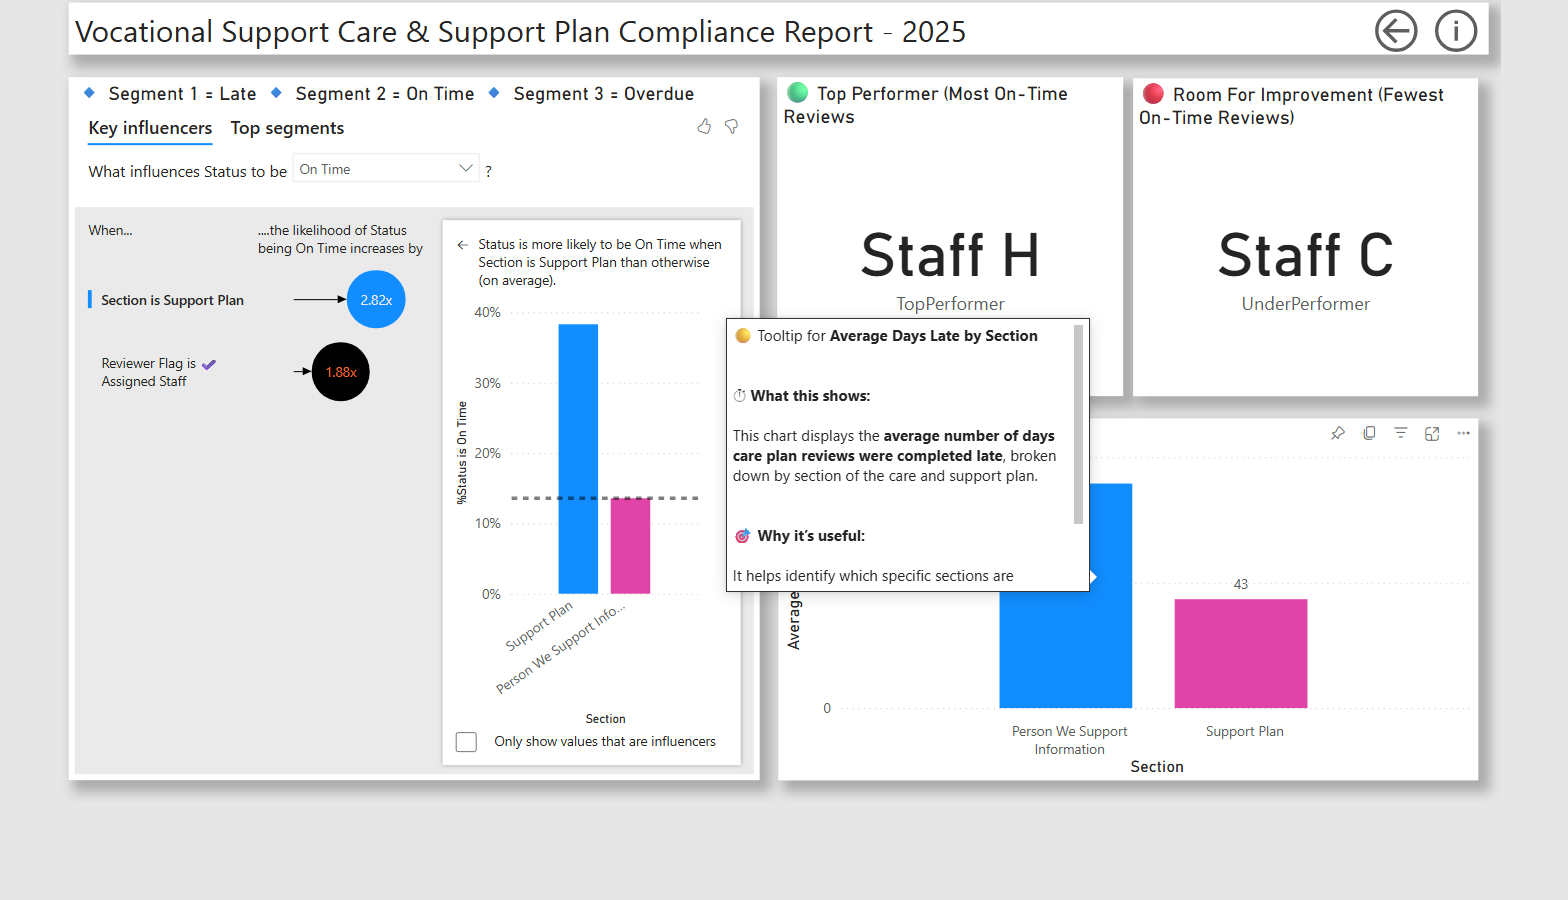 Vocational Support Care & Support Plan Compliance Report - 2025
Segment 1 = Late
Segment 2 = On Time
Segment 3 = Overdue
Key influencers
Top segments
What influences Status to be
On Time
?
When...
....the likelihood of Status
being On Time increases by
Section is Support Plan
2.82x
Reviewer Flag is
Assigned Staff
1.88x
Status is more likely to be On Time when
Section is Support Plan than otherwise
(on average).
40%
30%
20%
10%
0%
%Status is On Time
Support Plan
Person We Support Info...
Section
Only show values that are influencers
Top Performer (Most On-Time
Reviews
Staff H
TopPerformer
Room For Improvement (Fewest
On-Time Reviews)
Staff C
UnderPerformer
Tooltip for Average Days Late by Section
What this shows:
This chart displays the average number of days
care plan reviews were completed late, broken
down by section of the care and support plan.
Why it’s useful:
It helps identify which specific sections are
Average
0
43
Person We Support
Information
Support Plan
Section